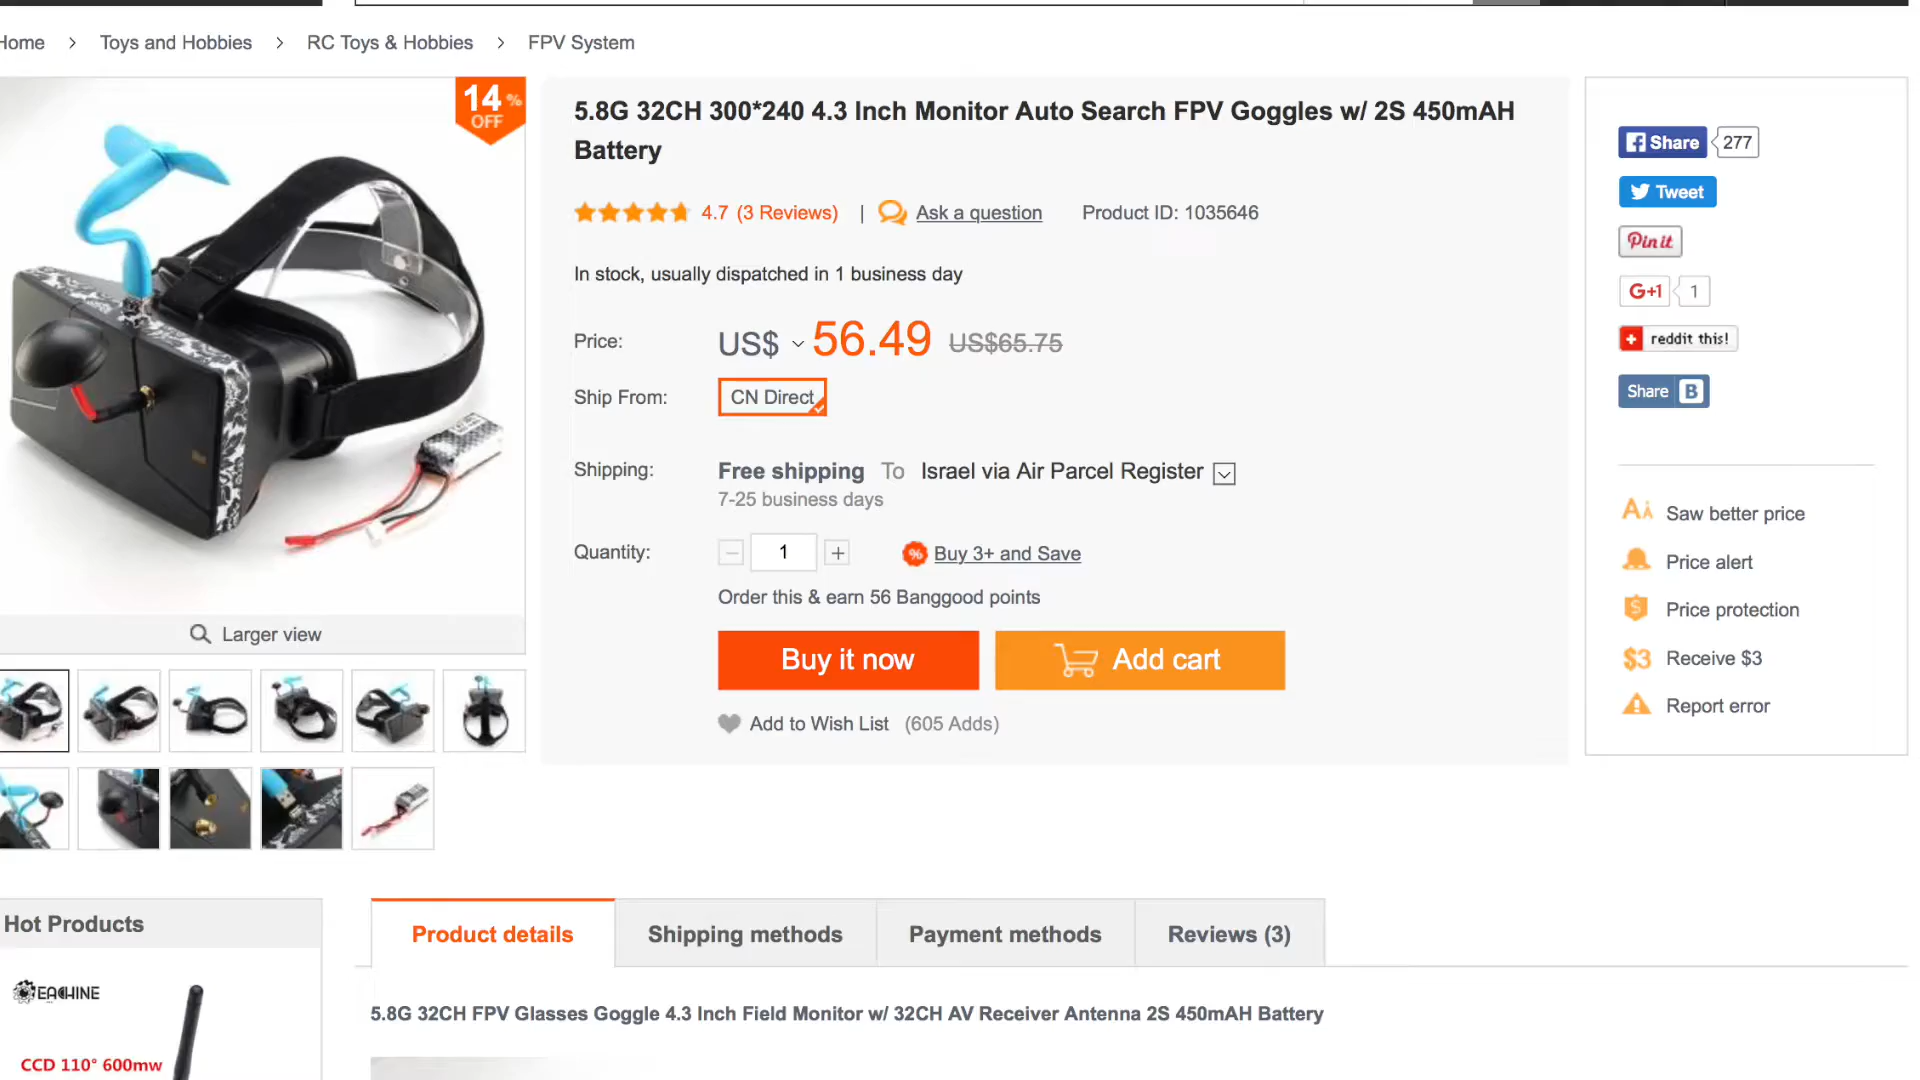 Home > Toys and Hobbies > RC Toys & Hobbies > FPV System
14% OFF
5.8G 32CH 300*240 4.3 Inch Monitor Auto Search FPV Goggles w/ 2S 450mAH
Battery
4.7 (3 Reviews) | Ask a question Product ID: 1035646
In stock, usually dispatched in 1 business day
Price: US$ 56.49 US$65.75
Ship From: CN Direct
Shipping: Free shipping To Israel via Air Parcel Register
7-25 business days
Quantity: − 1 + % Buy 3+ and Save
Order this & earn 56 Banggood points
Buy it now Add cart
Add to Wish List (605 Adds)
Larger view
Share 277
Tweet
Pin it
G+1 1
reddit this!
Share B
Saw better price
Price alert
Price protection
$3 Receive $3
Report error
Hot Products
EACHINE
CCD 110° 600mw
Product details Shipping methods Payment methods Reviews (3)
5.8G 32CH FPV Glasses Goggle 4.3 Inch Field Monitor w/ 32CH AV Receiver Antenna 2S 450mAH Battery